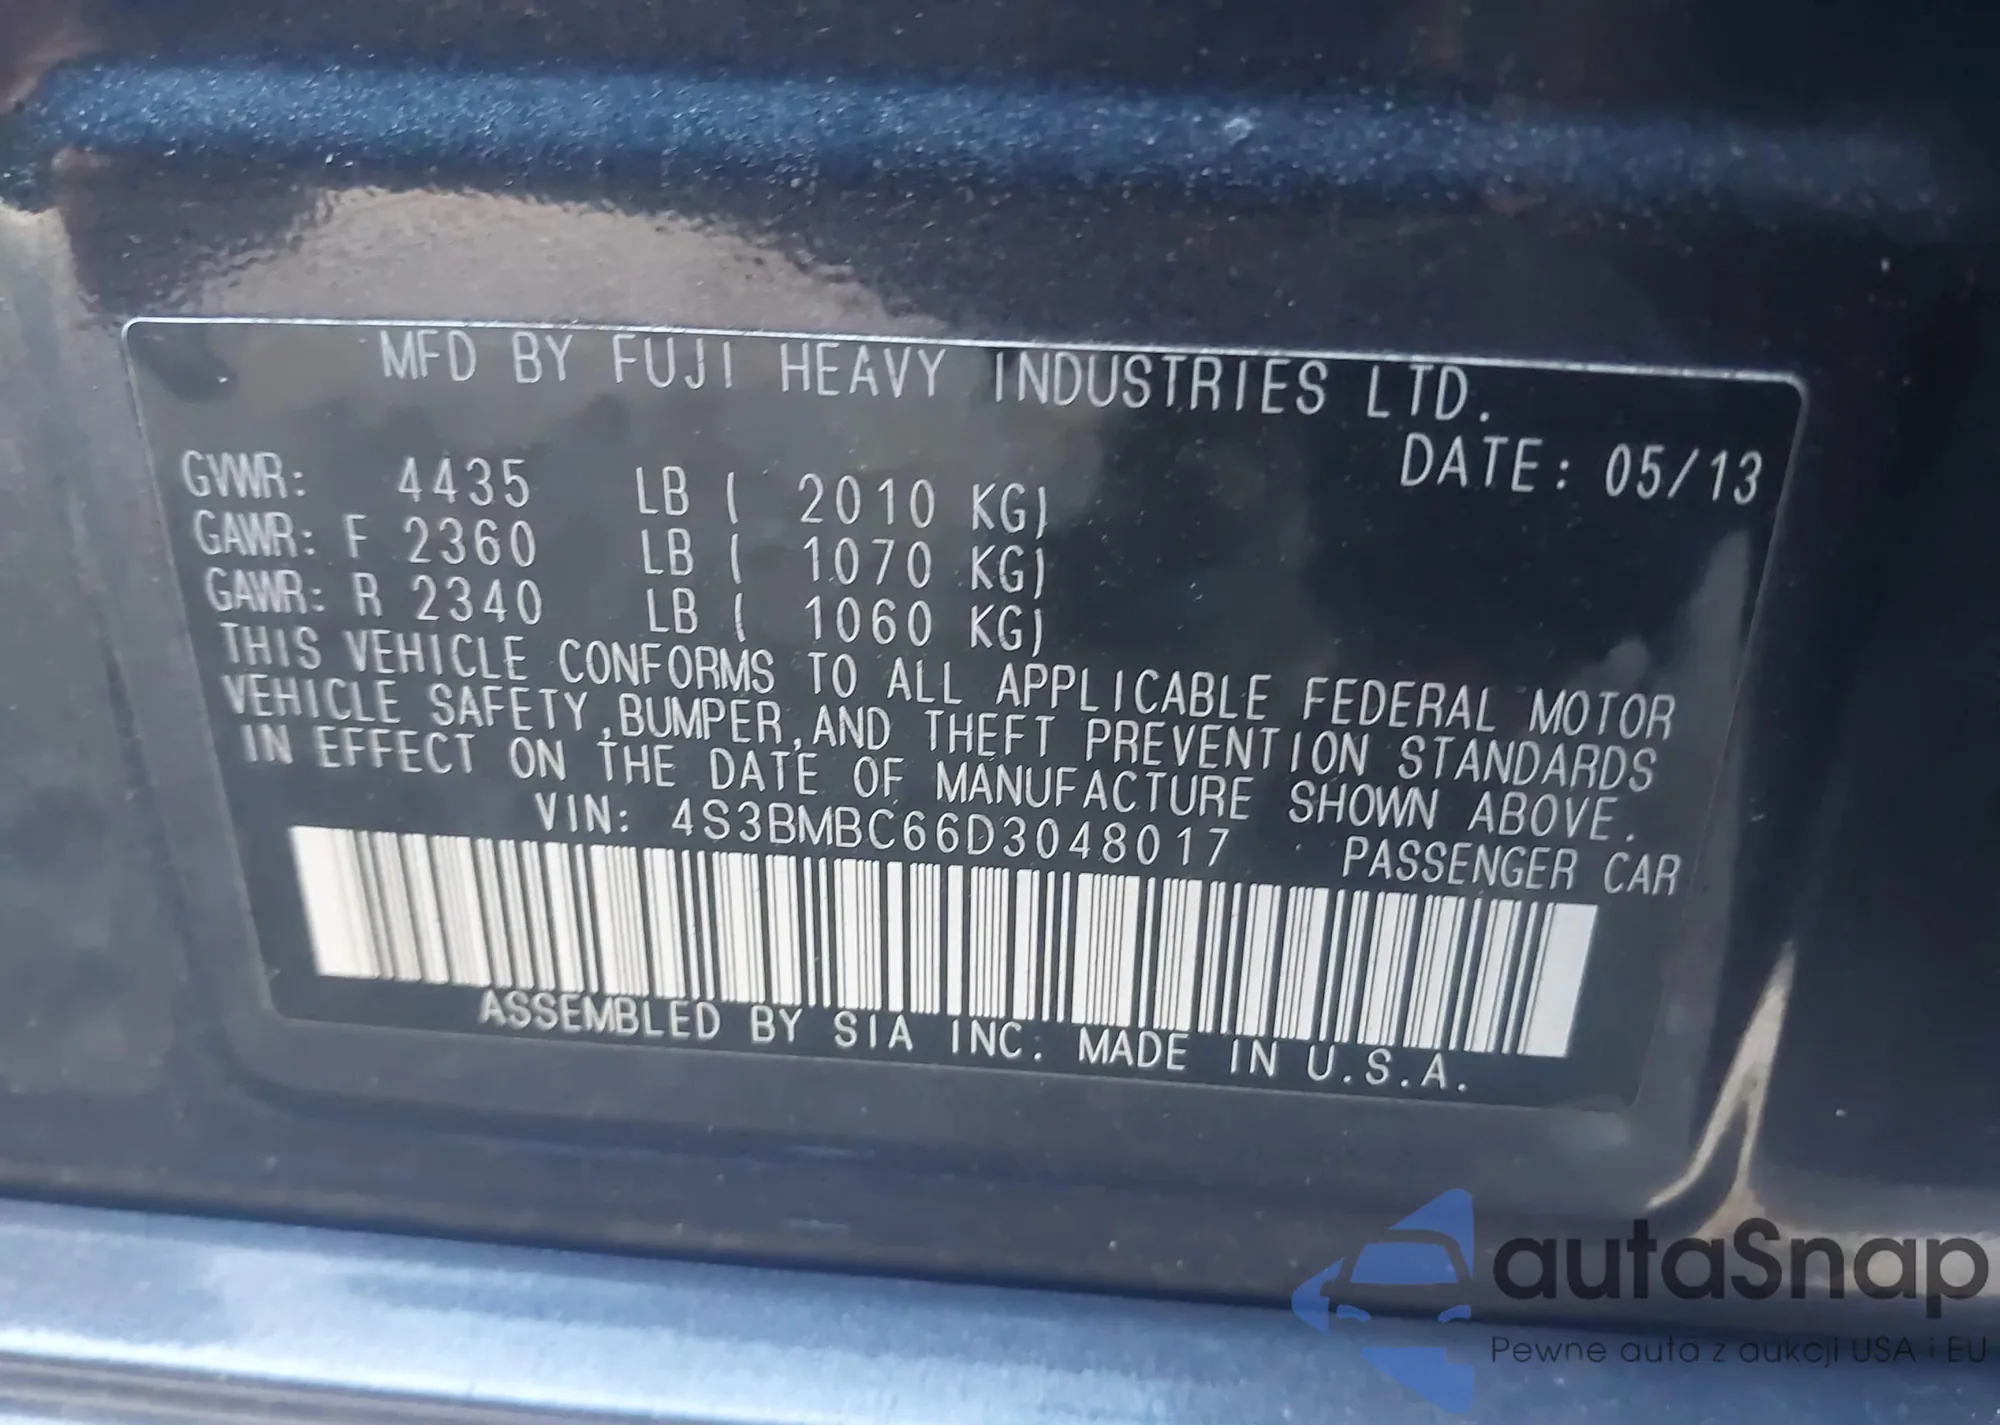 MFD BY FUJI HEAVY INDUSTRIES LTD.
DATE: 05/13
GVWR: 4435 LB ( 2010 KG)
GAWR: F 2360 LB ( 1070 KG)
GAWR: R 2340 LB ( 1060 KG)
THIS VEHICLE CONFORMS TO ALL APPLICABLE FEDERAL MOTOR
VEHICLE SAFETY,BUMPER,AND THEFT PREVENTION STANDARDS
IN EFFECT ON THE DATE OF MANUFACTURE SHOWN ABOVE.
VIN: 4S3BMBC66D3048017 PASSENGER CAR
ASSEMBLED BY SIA INC. MADE IN U.S.A.
autaSnap
Pewne auta z aukcji USA i EU